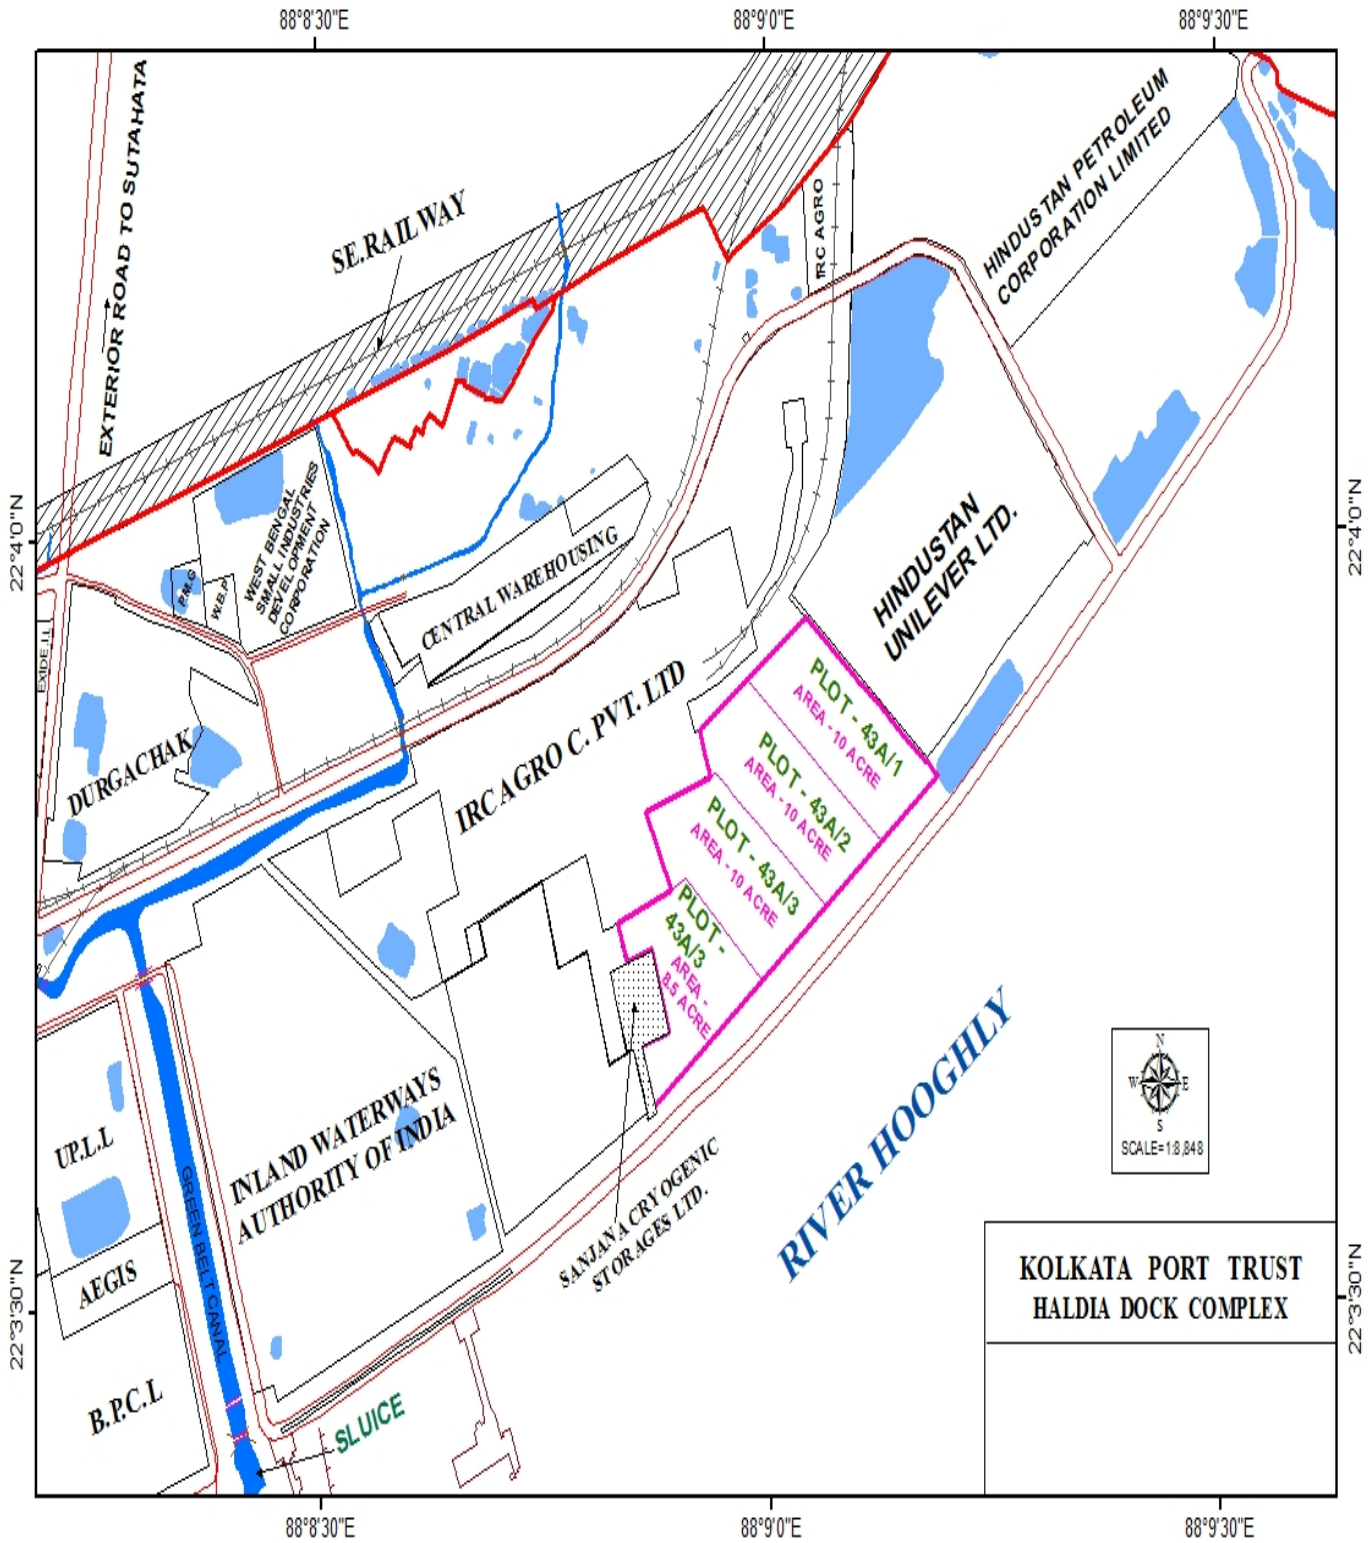 88°8'30"E
88°9'0"E
88°9'30"E
EXTERIOR ROAD TO SUTAHATA
SE.RAILWAY
IRC AGRO
HINDUSTAN PETROLEUM
CORPORATION LIMITED
22°4'0"N
22°4'0"N
WEST BENGAL
SMALL INDUSTRIES
DEVELOPMENT
CORPORATION
P.M.G
W.B.P
CENTRAL WAREHOUSING
HINDUSTAN
UNILEVER LTD.
EXIDE
DURGACHAK
IRC AGRO C. PVT. LTD
PLOT - 43A/1
AREA - 10 ACRE
PLOT - 43A/2
AREA - 10 ACRE
PLOT - 43A/3
AREA - 10 ACRE
PLOT -
43A/3
AREA -
8.5 ACRE
RIVER HOOGHLY
N
W E
S
SCALE=1:8,848
UP.L.L
INLAND WATERWAYS
AUTHORITY OF INDIA
GREEN BELT CANAL
SANJANA CRYOGENIC
STORAGES LTD.
AEGIS
B.P.C.L
SLUICE
KOLKATA PORT TRUST
HALDIA DOCK COMPLEX
22°3'30"N
22°3'30"N
88°8'30"E
88°9'0"E
88°9'30"E